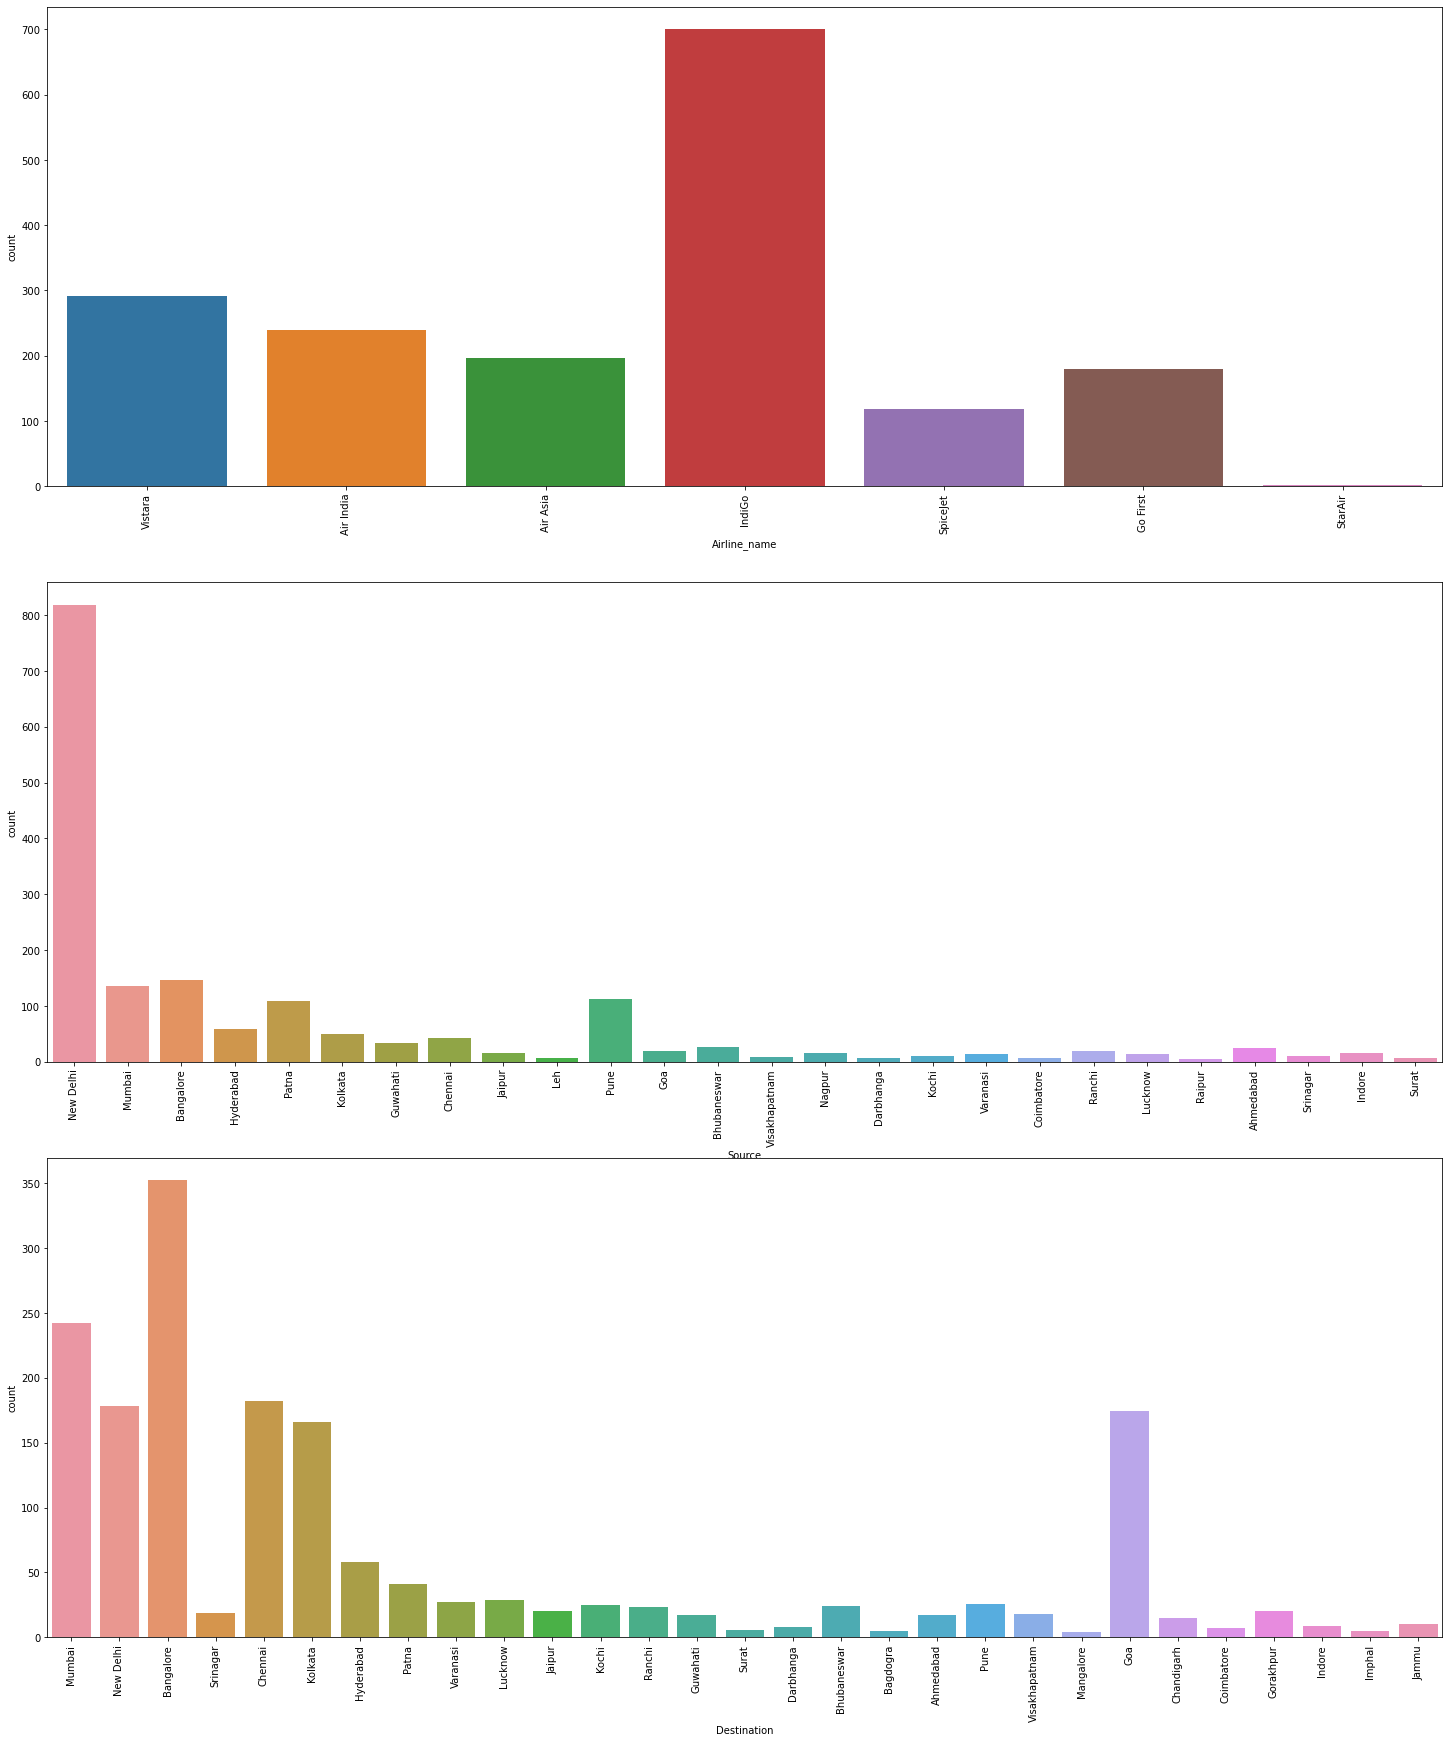 700
600
500
400
300
200
100
0
count
Vistara
Air India
Air Asia
IndiGo
SpiceJet
Go First
StarAir
Airline_name
800
700
600
500
400
300
200
100
0
count
New Delhi
Mumbai
Bangalore
Hyderabad
Patna
Kolkata
Guwahati
Chennai
Jaipur
Leh
Pune
Goa
Bhubaneswar
Visakhapatnam
Nagpur
Darbhanga
Kochi
Varanasi
Coimbatore
Ranchi
Lucknow
Raipur
Ahmedabad
Srinagar
Indore
Surat
Source
350
300
250
200
150
100
50
0
count
Mumbai
New Delhi
Bangalore
Srinagar
Chennai
Kolkata
Hyderabad
Patna
Varanasi
Lucknow
Jaipur
Kochi
Ranchi
Guwahati
Surat
Darbhanga
Bhubaneswar
Bagdogra
Ahmedabad
Pune
Visakhapatnam
Mangalore
Goa
Chandigarh
Coimbatore
Gorakhpur
Indore
Imphal
Jammu
Destination